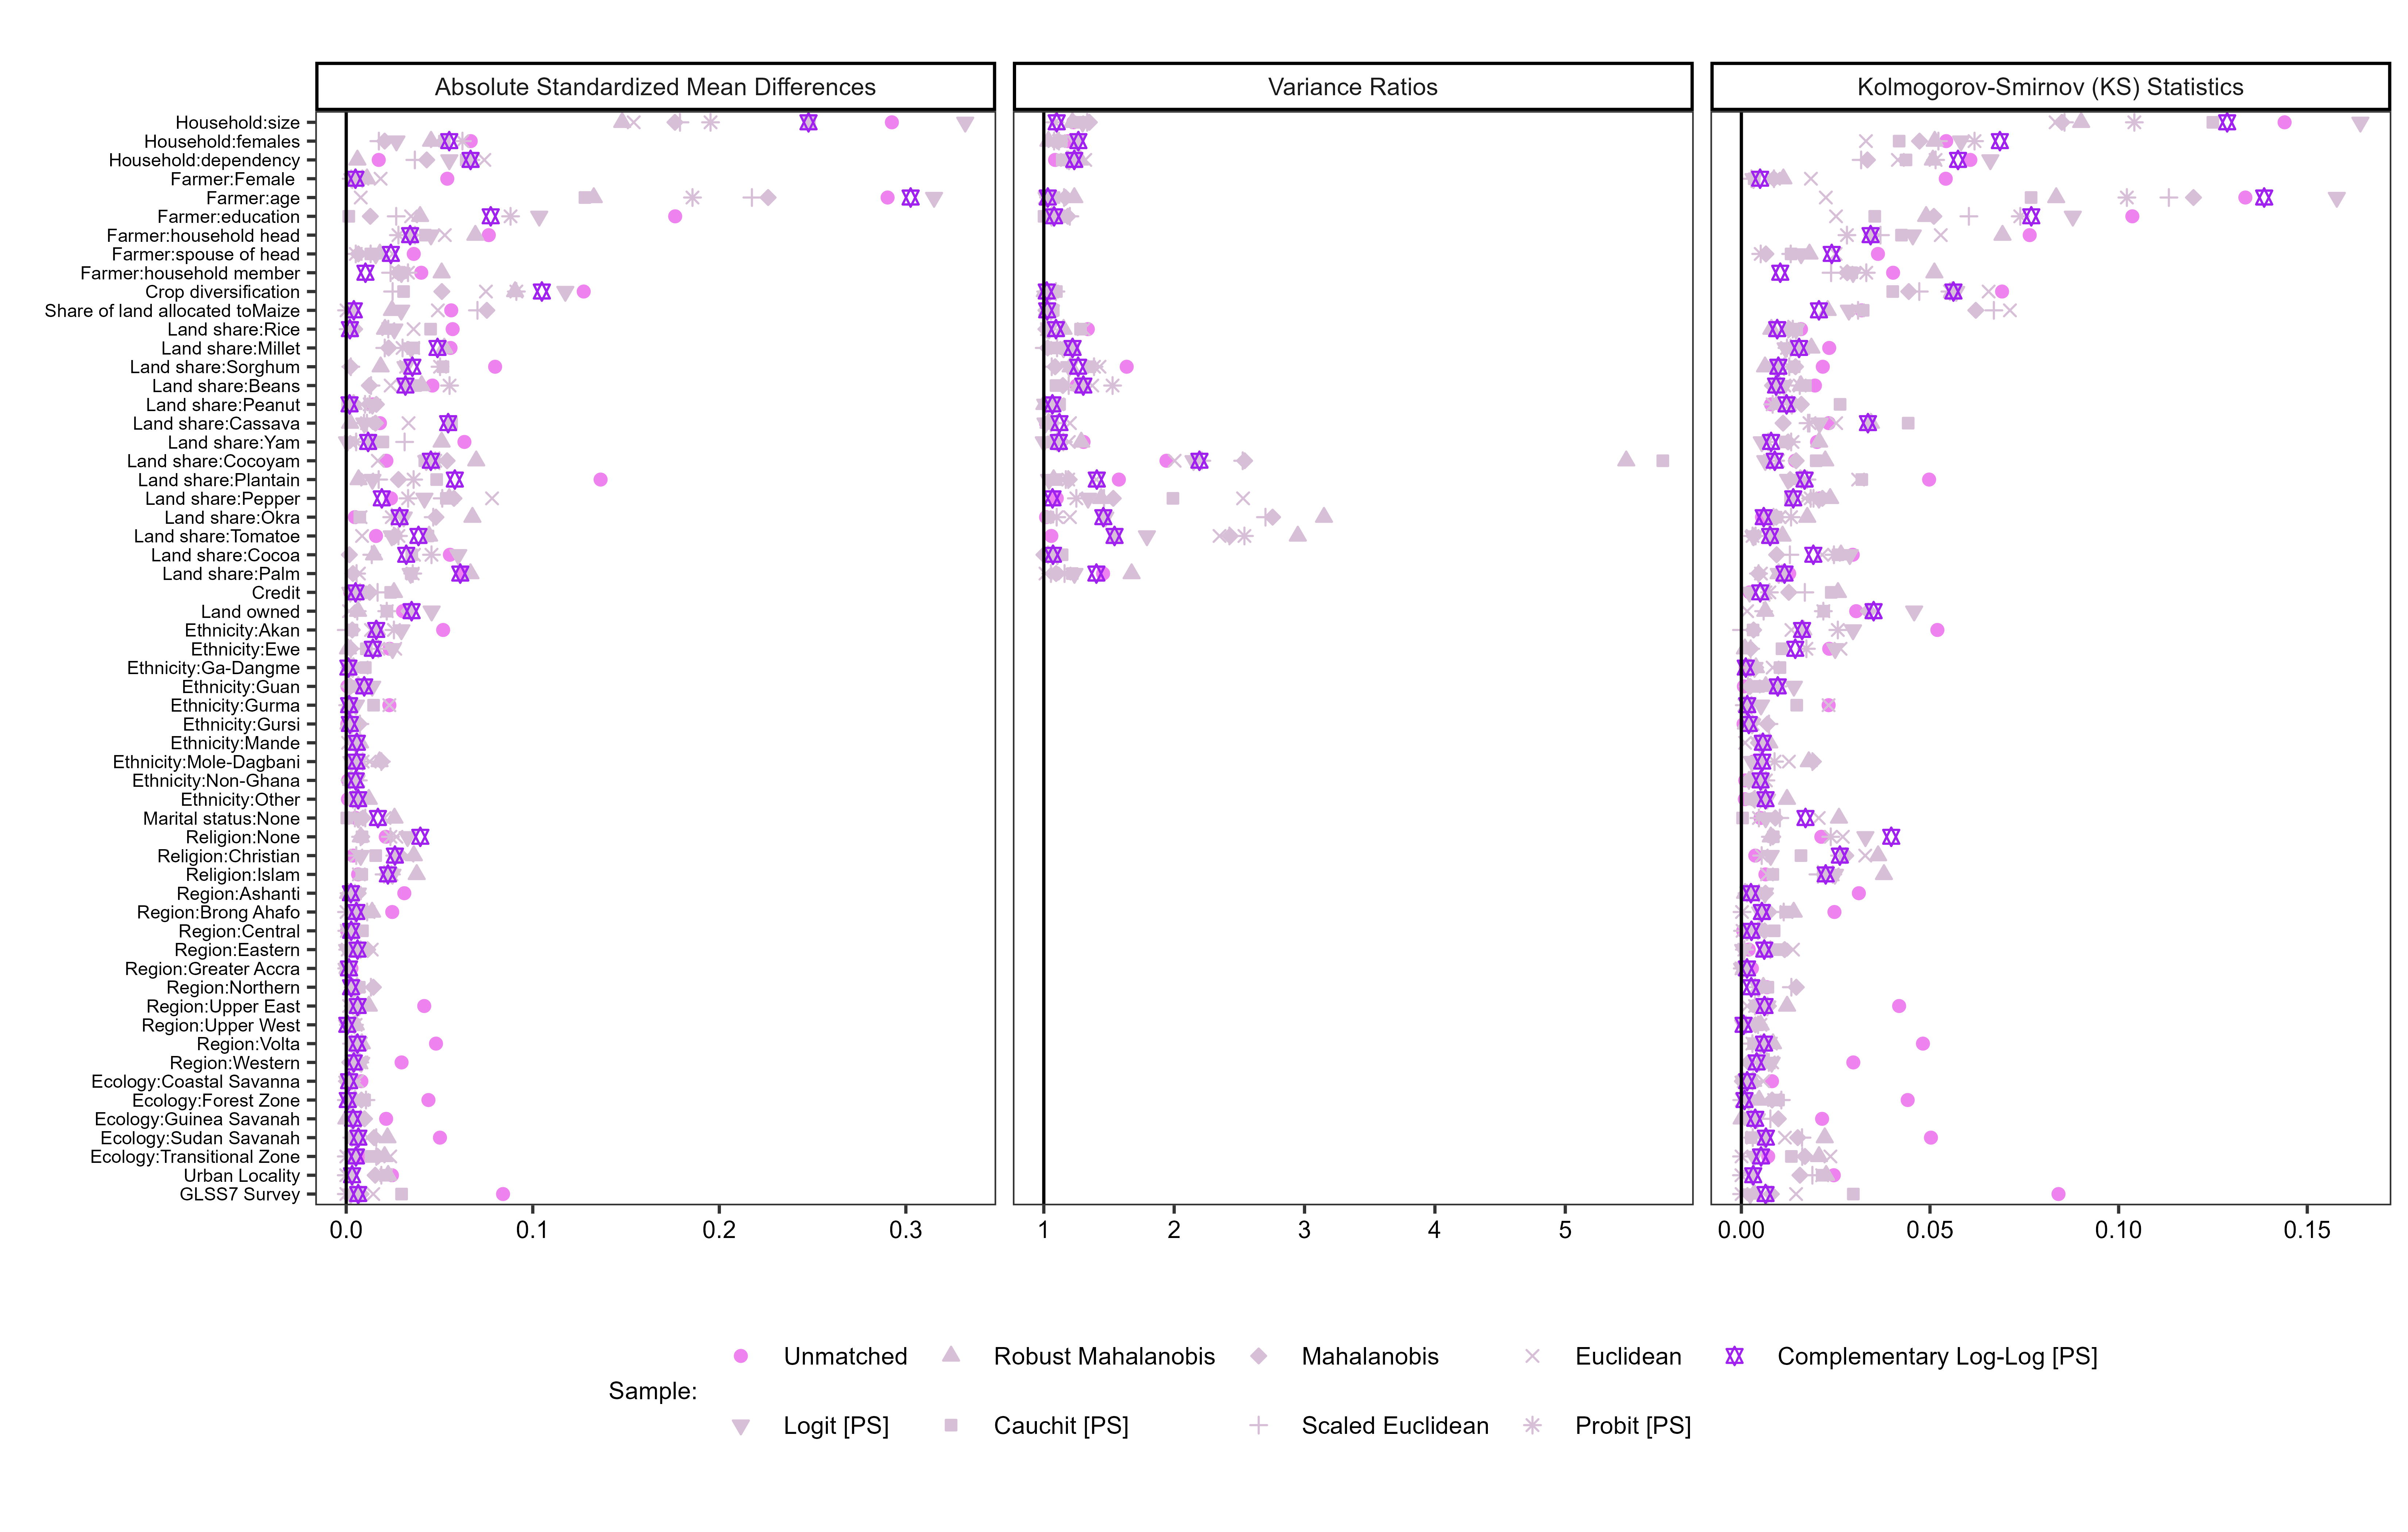 Absolute Standardized Mean Differences
Variance Ratios
Kolmogorov-Smirnov (KS) Statistics
Household:size
Household:females
Household:dependency
Farmer:Female
Farmer:age
Farmer:education
Farmer:household head
Farmer:spouse of head
Farmer:household member
Crop diversification
Share of land allocated toMaize
Land share:Rice
Land share:Millet
Land share:Sorghum
Land share:Beans
Land share:Peanut
Land share:Cassava
Land share:Yam
Land share:Cocoyam
Land share:Plantain
Land share:Pepper
Land share:Okra
Land share:Tomatoe
Land share:Cocoa
Land share:Palm
Credit
Land owned
Ethnicity:Akan
Ethnicity:Ewe
Ethnicity:Ga-Dangme
Ethnicity:Guan
Ethnicity:Gurma
Ethnicity:Gursi
Ethnicity:Mande
Ethnicity:Mole-Dagbani
Ethnicity:Non-Ghana
Ethnicity:Other
Marital status:None
Religion:None
Religion:Christian
Religion:Islam
Region:Ashanti
Region:Brong Ahafo
Region:Central
Region:Eastern
Region:Greater Accra
Region:Northern
Region:Upper East
Region:Upper West
Region:Volta
Region:Western
Ecology:Coastal Savanna
Ecology:Forest Zone
Ecology:Guinea Savanah
Ecology:Sudan Savanah
Ecology:Transitional Zone
Urban Locality
GLSS7 Survey
0.0 0.1 0.2 0.3
1 2 3 4 5
0.00 0.05 0.10 0.15
Sample:
Unmatched Robust Mahalanobis Mahalanobis Euclidean Complementary Log-Log [PS]
Logit [PS] Cauchit [PS] Scaled Euclidean Probit [PS]